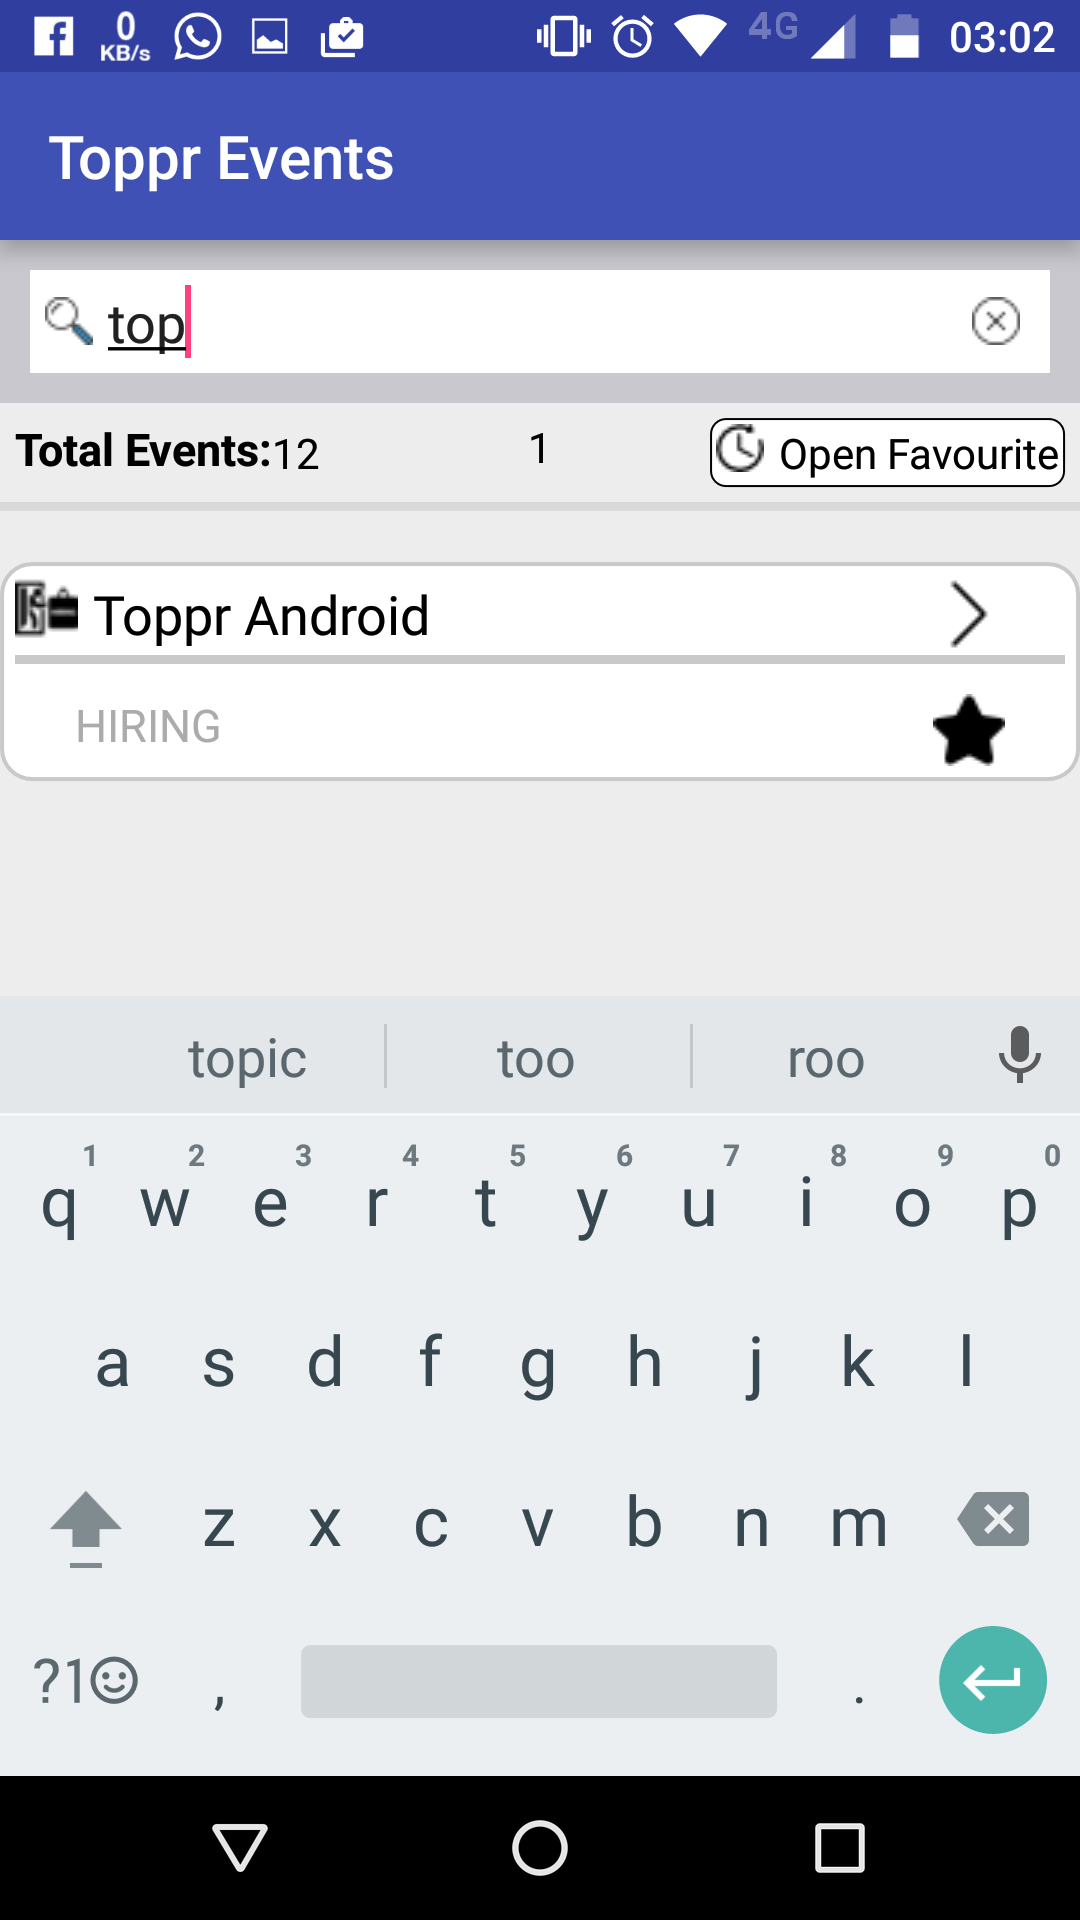 0
KB/s
4G
03:02
Toppr Events
top
Total Events:12
1
Open Favourite
Toppr Android
HIRING
topic too roo
1 2 3 4 5 6 7 8 9 0
q w e r t y u i o p
a s d f g h j k l
z x c v b n m
?1☺ , .